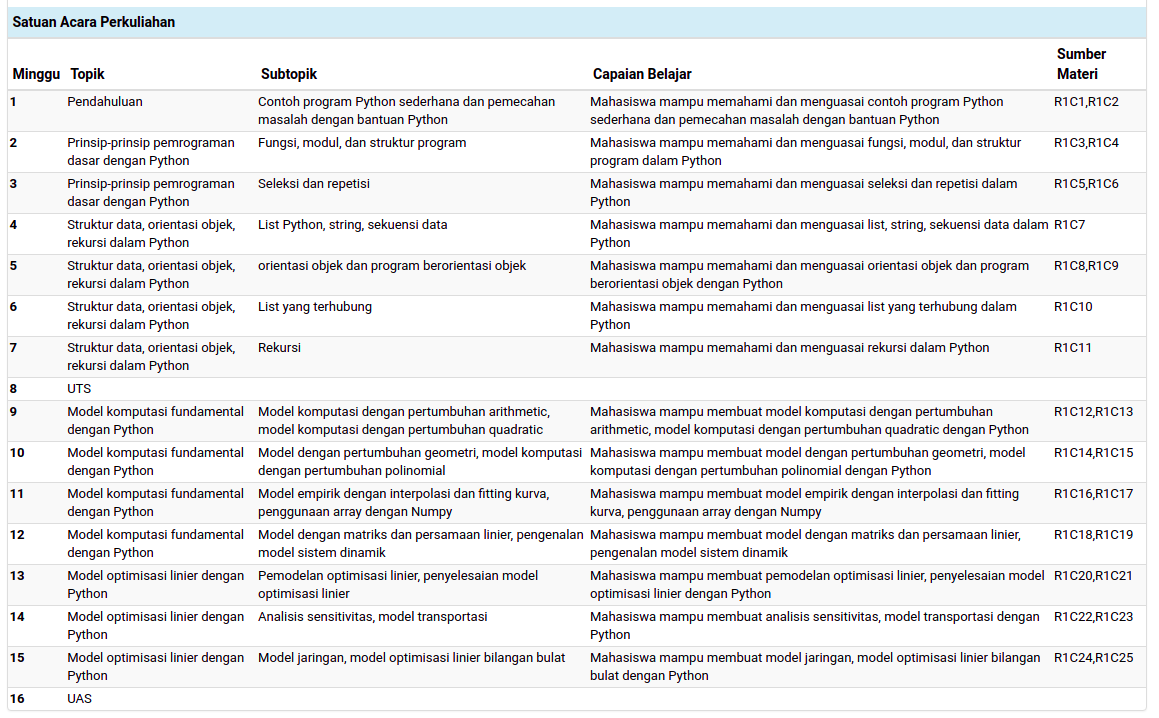 Satuan Acara Perkuliahan
Minggu Topik Subtopik Capaian Belajar Sumber Materi
1 Pendahuluan Contoh program Python sederhana dan pemecahan Mahasiswa mampu memahami dan menguasai contoh program Python R1C1,R1C2
masalah dengan bantuan Python sederhana dan pemecahan masalah dengan bantuan Python
2 Prinsip-prinsip pemrograman Fungsi, modul, dan struktur program Mahasiswa mampu memahami dan menguasai fungsi, modul, dan struktur R1C3,R1C4
dasar dengan Python program dalam Python
3 Prinsip-prinsip pemrograman Seleksi dan repetisi Mahasiswa mampu memahami dan menguasai seleksi dan repetisi dalam R1C5,R1C6
dasar dengan Python Python
4 Struktur data, orientasi objek, List Python, string, sekuensi data Mahasiswa mampu memahami dan menguasai list, string, sekuensi data dalam R1C7
rekursi dalam Python Python
5 Struktur data, orientasi objek, orientasi objek dan program berorientasi objek Mahasiswa mampu memahami dan menguasai orientasi objek dan program R1C8,R1C9
rekursi dalam Python berorientasi objek dengan Python
6 Struktur data, orientasi objek, List yang terhubung Mahasiswa mampu memahami dan menguasai list yang terhubung dalam R1C10
rekursi dalam Python Python
7 Struktur data, orientasi objek, Rekursi Mahasiswa mampu memahami dan menguasai rekursi dalam Python R1C11
rekursi dalam Python
8 UTS
9 Model komputasi fundamental Model komputasi dengan pertumbuhan arithmetic, Mahasiswa mampu membuat model komputasi dengan pertumbuhan R1C12,R1C13
dengan Python model komputasi dengan pertumbuhan quadratic arithmetic, model komputasi dengan pertumbuhan quadratic dengan Python
10 Model komputasi fundamental Model dengan pertumbuhan geometri, model komputasi Mahasiswa mampu membuat model dengan pertumbuhan geometri, model R1C14,R1C15
dengan Python dengan pertumbuhan polinomial komputasi dengan pertumbuhan polinomial dengan Python
11 Model komputasi fundamental Model empirik dengan interpolasi dan fitting kurva, Mahasiswa mampu membuat model empirik dengan interpolasi dan fitting R1C16,R1C17
dengan Python penggunaan array dengan Numpy kurva, penggunaan array dengan Numpy
12 Model komputasi fundamental Model dengan matriks dan persamaan linier, pengenalan Mahasiswa mampu membuat model dengan matriks dan persamaan linier, R1C18,R1C19
dengan Python model sistem dinamik pengenalan model sistem dinamik
13 Model optimisasi linier dengan Pemodelan optimisasi linier, penyelesaian model Mahasiswa mampu membuat pemodelan optimisasi linier, penyelesaian model R1C20,R1C21
Python optimisasi linier optimisasi linier dengan Python
14 Model optimisasi linier dengan Analisis sensitivitas, model transportasi Mahasiswa mampu membuat analisis sensitivitas, model transportasi dengan R1C22,R1C23
Python Python
15 Model optimisasi linier dengan Model jaringan, model optimisasi linier bilangan bulat Mahasiswa mampu membuat model jaringan, model optimisasi linier bilangan R1C24,R1C25
Python bulat dengan Python
16 UAS